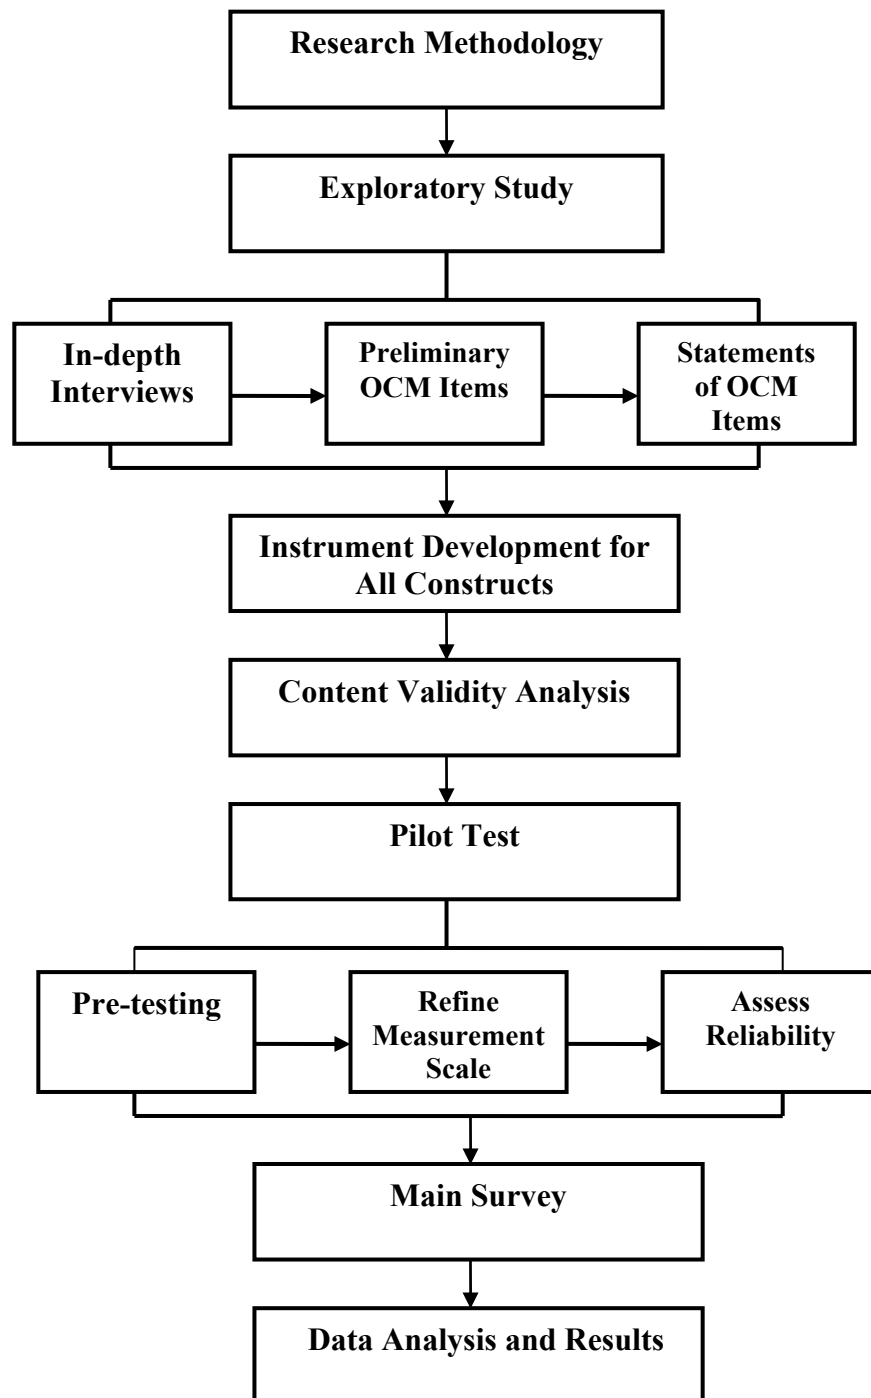 Research Methodology
Exploratory Study
In-depth
Interviews
Preliminary
OCM Items
Statements
of OCM
Items
Instrument Development for
All Constructs
Content Validity Analysis
Pilot Test
Pre-testing
Refine
Measurement
Scale
Assess
Reliability
Main Survey
Data Analysis and Results